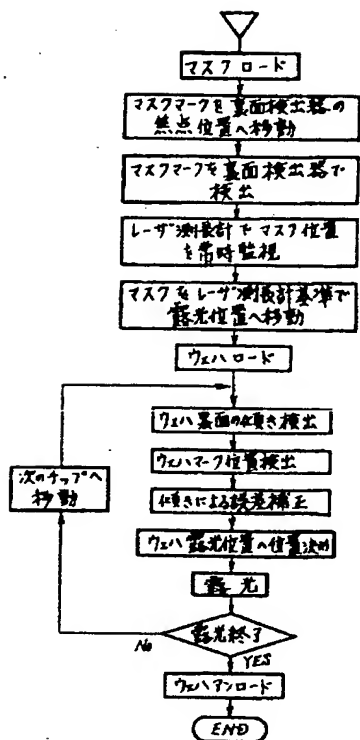 マスクロード
マスクマークを裏面検出器の
焦点位置へ移動
マスクマークを裏面検出器で
検出
レーザ測長計でマスク位置
を常時監視
マスクをレーザ測長計基準で
露光位置へ移動
ウェハロード
ウェハ裏面の傾き検出
ウェハマーク位置検出
次のチップへ
移動
傾きによる誤差補正
ウェハ露光位置へ位置決め
露光
露光終了
No
YES
ウェハアンロード
END